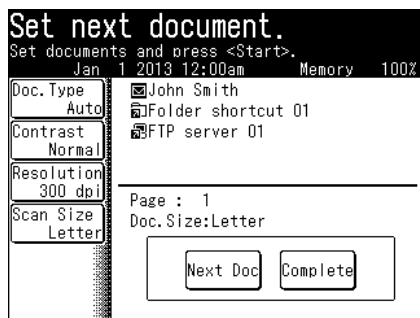 Set next document.
Set documents and press <Start>.
Jan 1 2013 12:00am Memory 100%
Doc.Type
Auto
Contrast
Normal
Resolution
300 dpi
Scan Size
Letter
John Smith
Folder shortcut 01
FTP server 01
Page : 1
Doc.Size:Letter
Next Doc
Complete